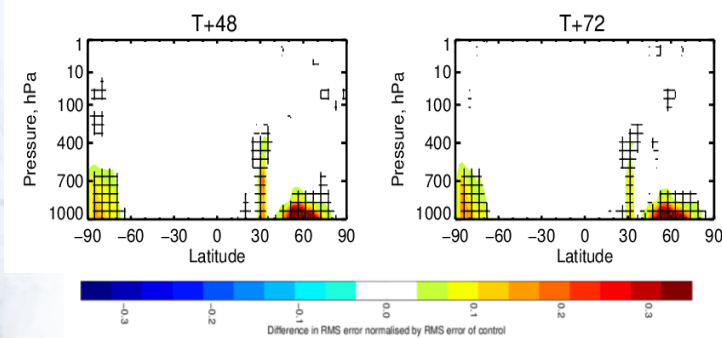 T+48
T+72
Pressure, hPa
1
10
100
400
700
1000
−90 −60 −30 0 30 60 90
Latitude
Pressure, hPa
1
10
100
400
700
1000
−90 −60 −30 0 30 60 90
Latitude
−0.3 −0.2 −0.1 0.0 0.1 0.2 0.3
Difference in RMS error normalised by RMS error of control